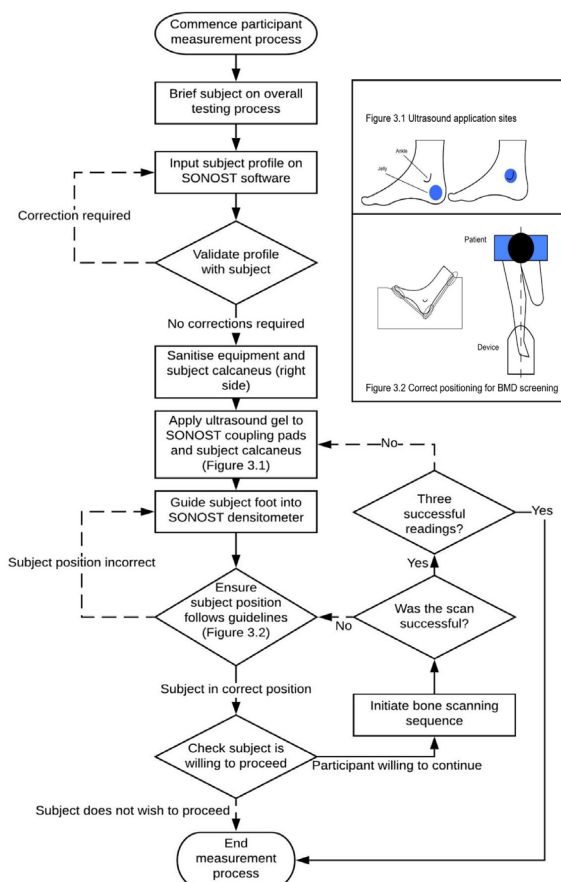 Commence participant
measurement process
Brief subject on overall
testing process
Input subject profile on
SONOST software
Correction required
Validate profile
with subject
No corrections required
Sanitise equipment and
subject calcaneus (right
side)
Apply ultrasound gel to
SONOST coupling pads
and subject calcaneus
(Figure 3.1)
Guide subject foot into
SONOST densitometer
Subject position incorrect
Ensure
subject position
follows guidelines
(Figure 3.2)
Subject in correct position
Check subject is
willing to proceed
Participant willing to continue
Subject does not wish to proceed
End
measurement
process
Initiate bone scanning
sequence
Was the scan
successful?
No
Yes
Three
successful
readings?
No
Yes
Figure 3.1 Ultrasound application sites
Ankle
Jelly
Patient
Device
Figure 3.2 Correct positioning for BMD screening